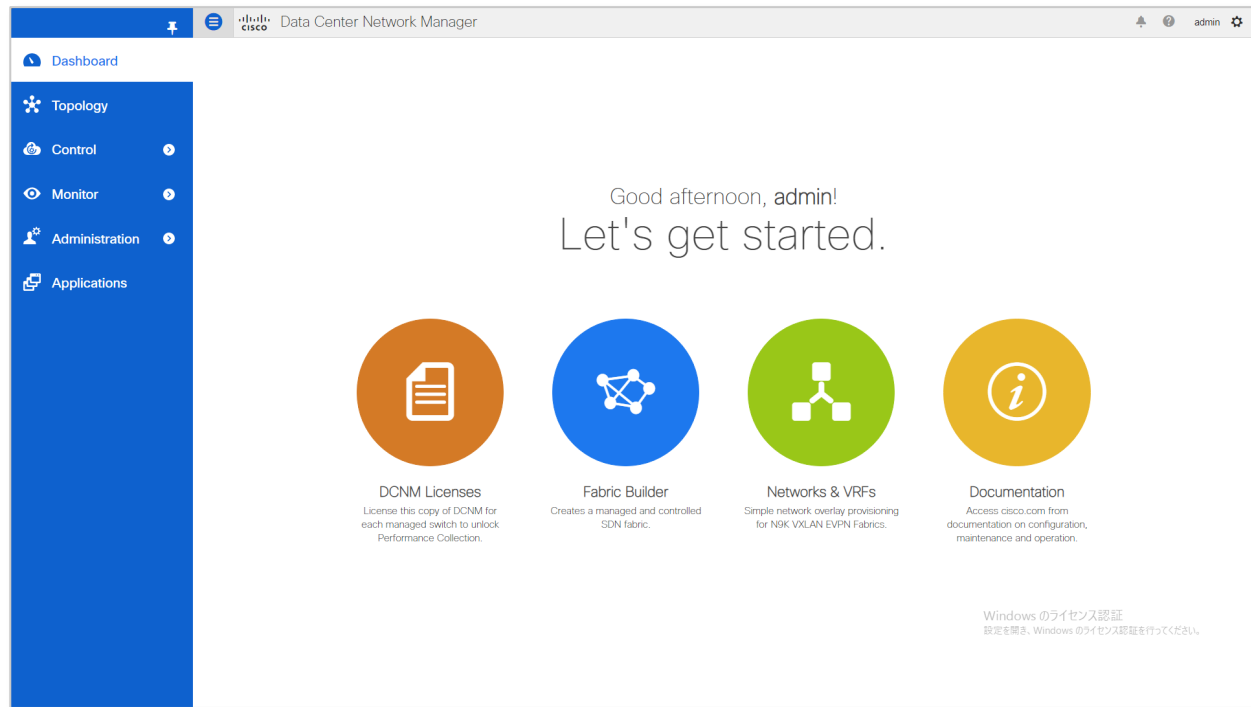 cisco Data Center Network Manager
admin
Dashboard
Topology
Control
Monitor
Administration
Applications
Good afternoon, admin!
Let's get started.
DCNM Licenses
License this copy of DCNM for
each managed switch to unlock
Performance Collection.
Fabric Builder
Creates a managed and controlled
SDN fabric.
Networks & VRFs
Simple network overlay provisioning
for N9K VXLAN EVPN Fabrics.
Documentation
Access cisco.com from
documentation on configuration,
maintenance and operation.
Windows のライセンス認証
設定を開き、Windows のライセンス認証を行ってください。